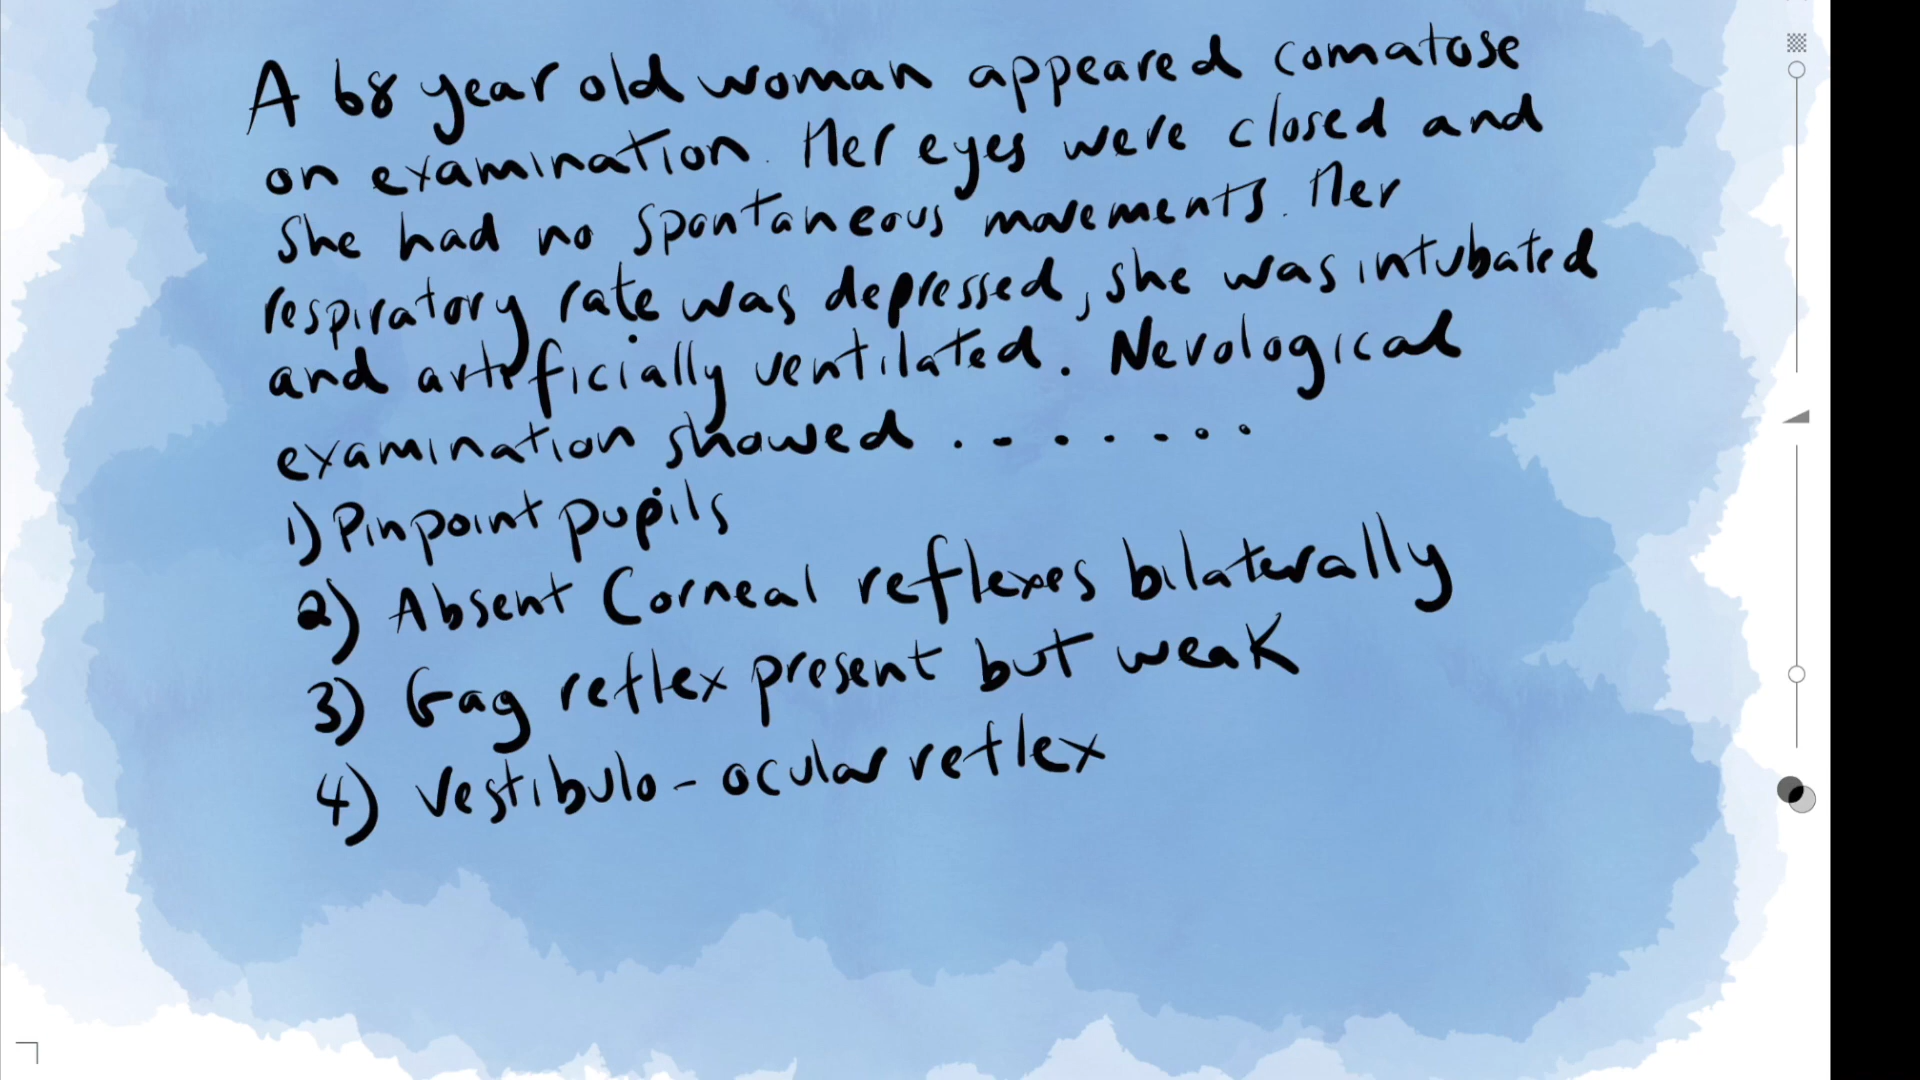 A 68 year old woman appeared comatose
on examination. Her eyes were closed and
She had no spontaneous movements. Her
respiratory rate was depressed, she was intubated
and artificially ventilated. Neurological
examination showed . - . . - . .
1) Pinpoint pupils
2) Absent Corneal reflexes bilaterally
3) Gag reflex present but weak
4) Vestibulo-ocular reflex